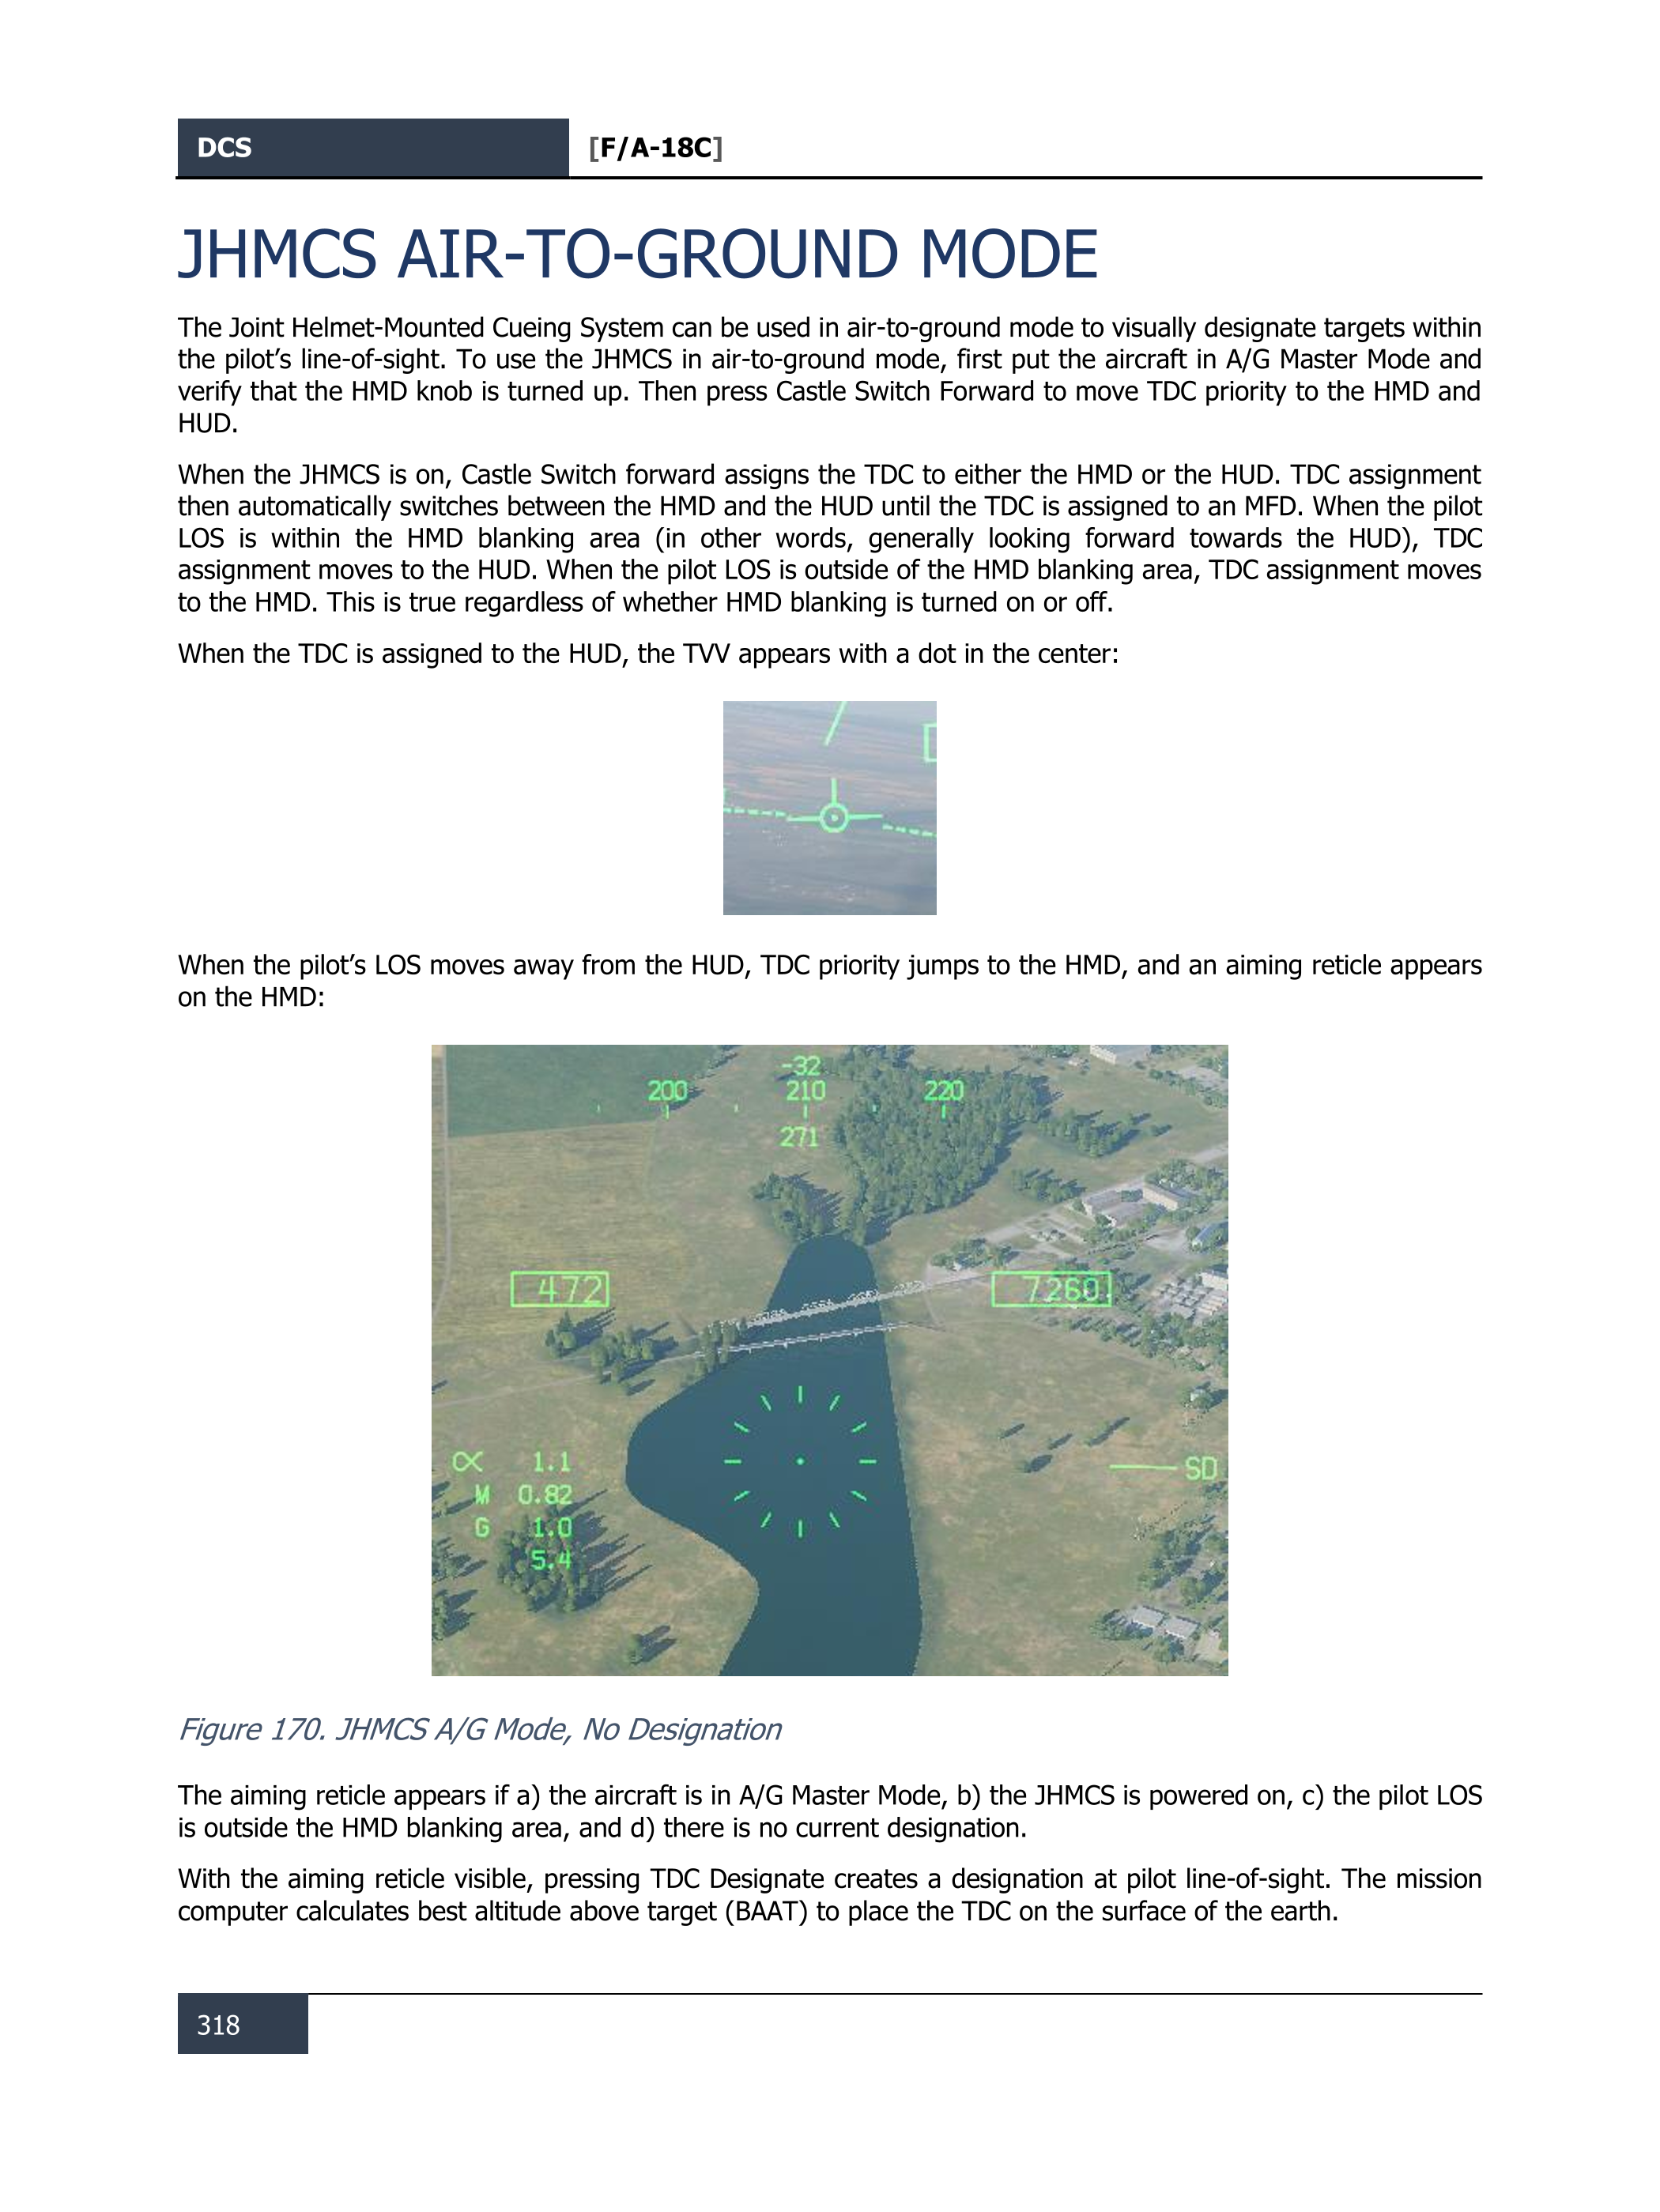 DCS [F/A-18C]
JHMCS AIR-TO-GROUND MODE
The Joint Helmet-Mounted Cueing System can be used in air-to-ground mode to visually designate targets within
the pilot’s line-of-sight. To use the JHMCS in air-to-ground mode, first put the aircraft in A/G Master Mode and
verify that the HMD knob is turned up. Then press Castle Switch Forward to move TDC priority to the HMD and
HUD.
When the JHMCS is on, Castle Switch forward assigns the TDC to either the HMD or the HUD. TDC assignment
then automatically switches between the HMD and the HUD until the TDC is assigned to an MFD. When the pilot
LOS is within the HMD blanking area (in other words, generally looking forward towards the HUD), TDC
assignment moves to the HUD. When the pilot LOS is outside of the HMD blanking area, TDC assignment moves
to the HMD. This is true regardless of whether HMD blanking is turned on or off.
When the TDC is assigned to the HUD, the TVV appears with a dot in the center:
When the pilot’s LOS moves away from the HUD, TDC priority jumps to the HMD, and an aiming reticle appears
on the HMD:
-32
200 210 220
271
472 7260
α 1.1 SD
M 0.82
G 1.0
5.4
Figure 170. JHMCS A/G Mode, No Designation
The aiming reticle appears if a) the aircraft is in A/G Master Mode, b) the JHMCS is powered on, c) the pilot LOS
is outside the HMD blanking area, and d) there is no current designation.
With the aiming reticle visible, pressing TDC Designate creates a designation at pilot line-of-sight. The mission
computer calculates best altitude above target (BAAT) to place the TDC on the surface of the earth.
318